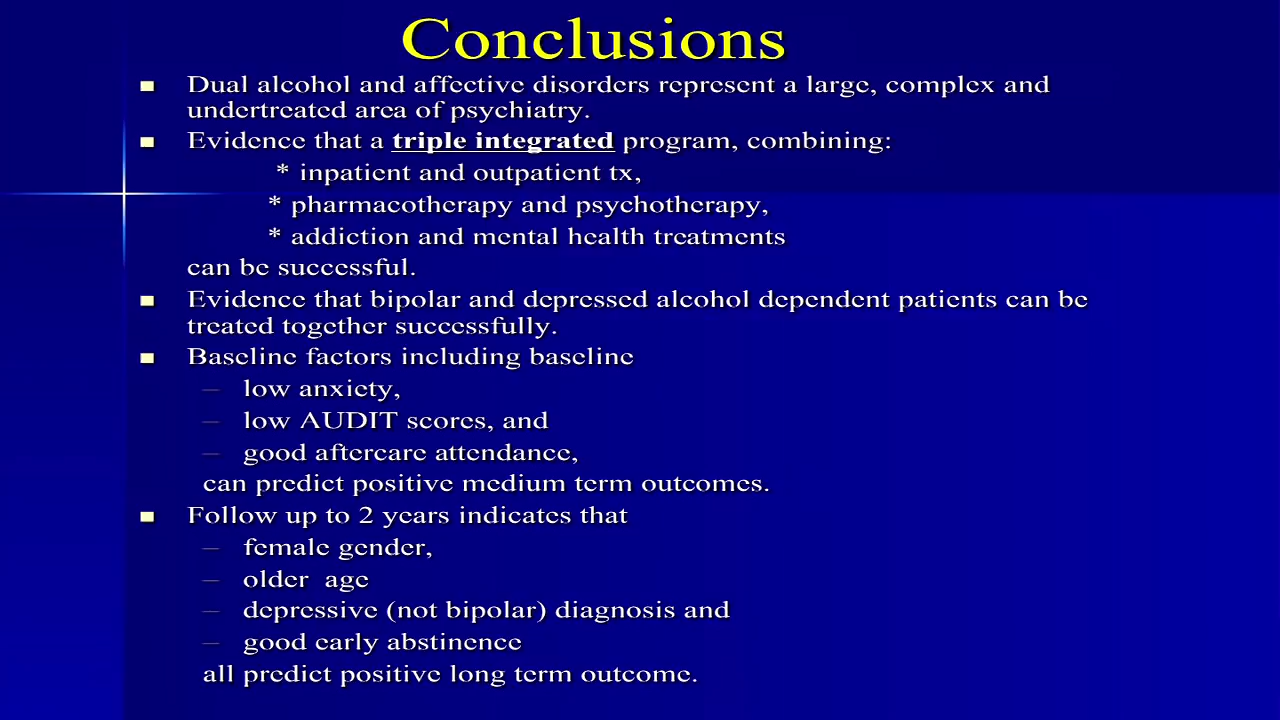 Conclusions
Dual alcohol and affective disorders represent a large, complex and
undertreated area of psychiatry.
Evidence that a triple integrated program, combining:
* inpatient and outpatient tx,
* pharmacotherapy and psychotherapy,
* addiction and mental health treatments
can be successful.
Evidence that bipolar and depressed alcohol dependent patients can be
treated together successfully.
Baseline factors including baseline
– low anxiety,
– low AUDIT scores, and
– good aftercare attendance,
can predict positive medium term outcomes.
Follow up to 2 years indicates that
– female gender,
– older age
– depressive (not bipolar) diagnosis and
– good early abstinence
all predict positive long term outcome.